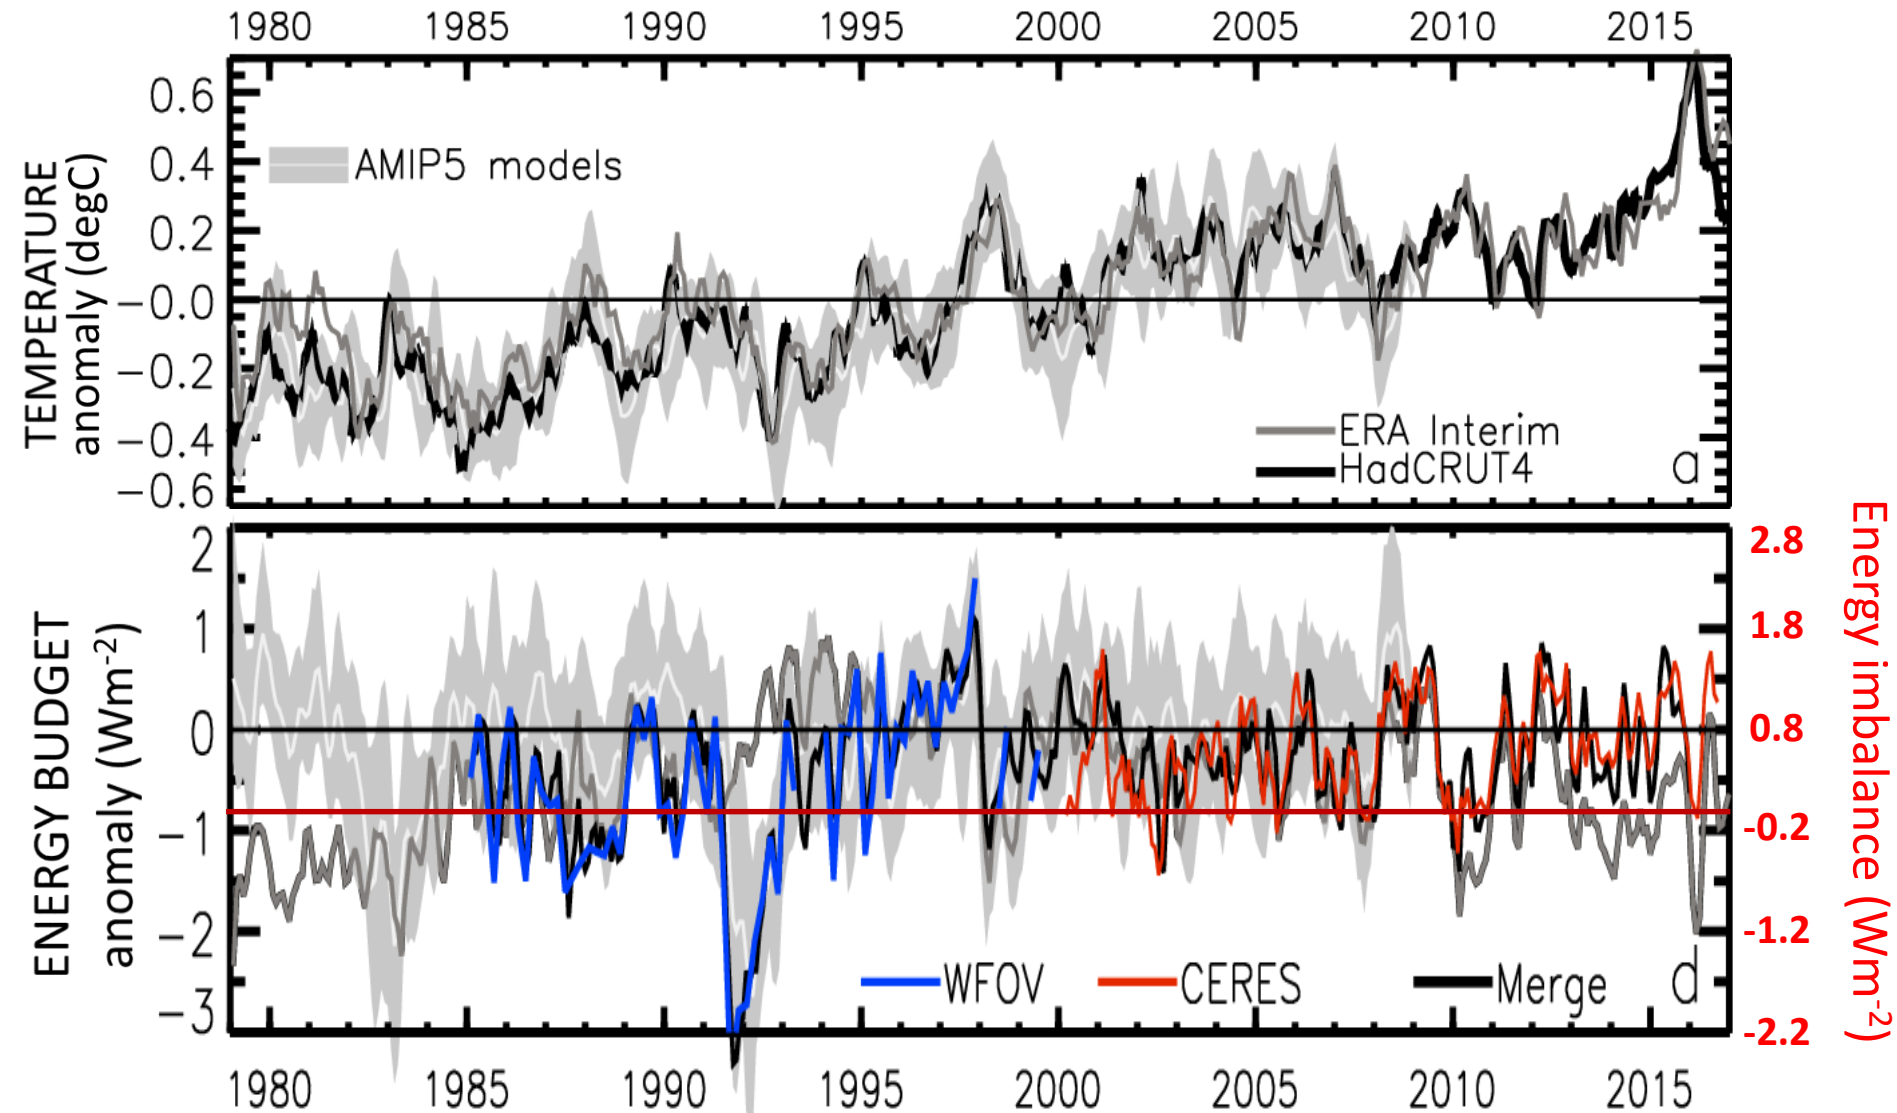 1980 1985 1990 1995 2000 2005 2010 2015
TEMPERATURE
anomaly (degC)
0.6
0.4
0.2
−0.0
−0.2
−0.4
−0.6
AMIP5 models
ERA Interim
HadCRUT4
a
ENERGY BUDGET
anomaly (Wm-2)
2
1
0
−1
−2
−3
WFOV
CERES
Merge
d
2.8
1.8
0.8
-0.2
-1.2
-2.2
Energy imbalance (Wm-2)
1980 1985 1990 1995 2000 2005 2010 2015